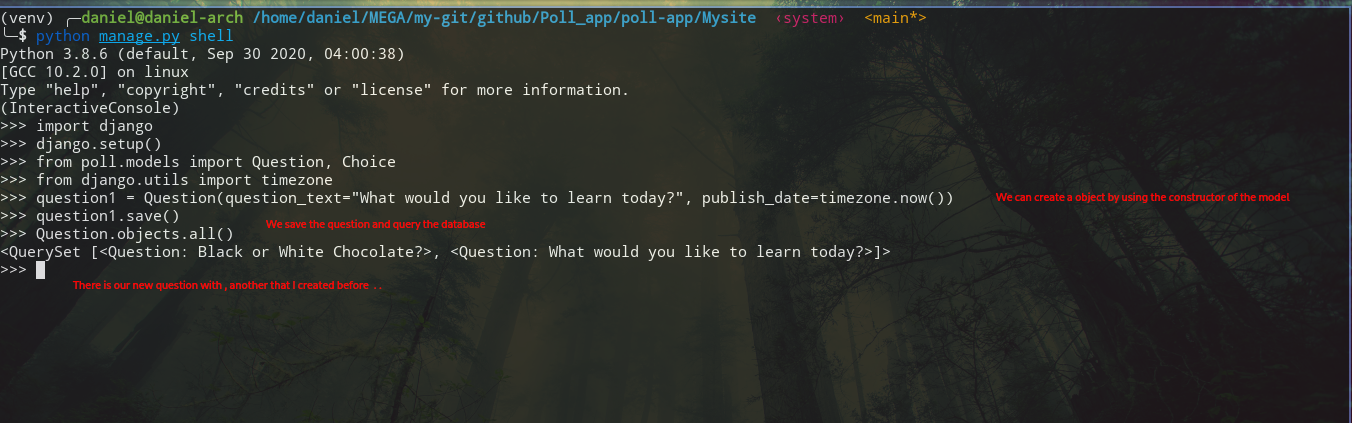 (venv) ╭─daniel@daniel-arch /home/daniel/MEGA/my-git/github/Poll_app/poll-app/Mysite ‹system› <main*>
╰─$ python manage.py shell
Python 3.8.6 (default, Sep 30 2020, 04:00:38)
[GCC 10.2.0] on linux
Type "help", "copyright", "credits" or "license" for more information.
(InteractiveConsole)
>>> import django
>>> django.setup()
>>> from poll.models import Question, Choice
>>> from django.utils import timezone
>>> question1 = Question(question_text="What would you like to learn today?", publish_date=timezone.now())
We can create a object by using the constructor of the model
>>> question1.save()
We save the question and query the database
>>> Question.objects.all()
<QuerySet [<Question: Black or White Chocolate?>, <Question: What would you like to learn today?>]>
>>>
There is our new question with , another that I created before . .